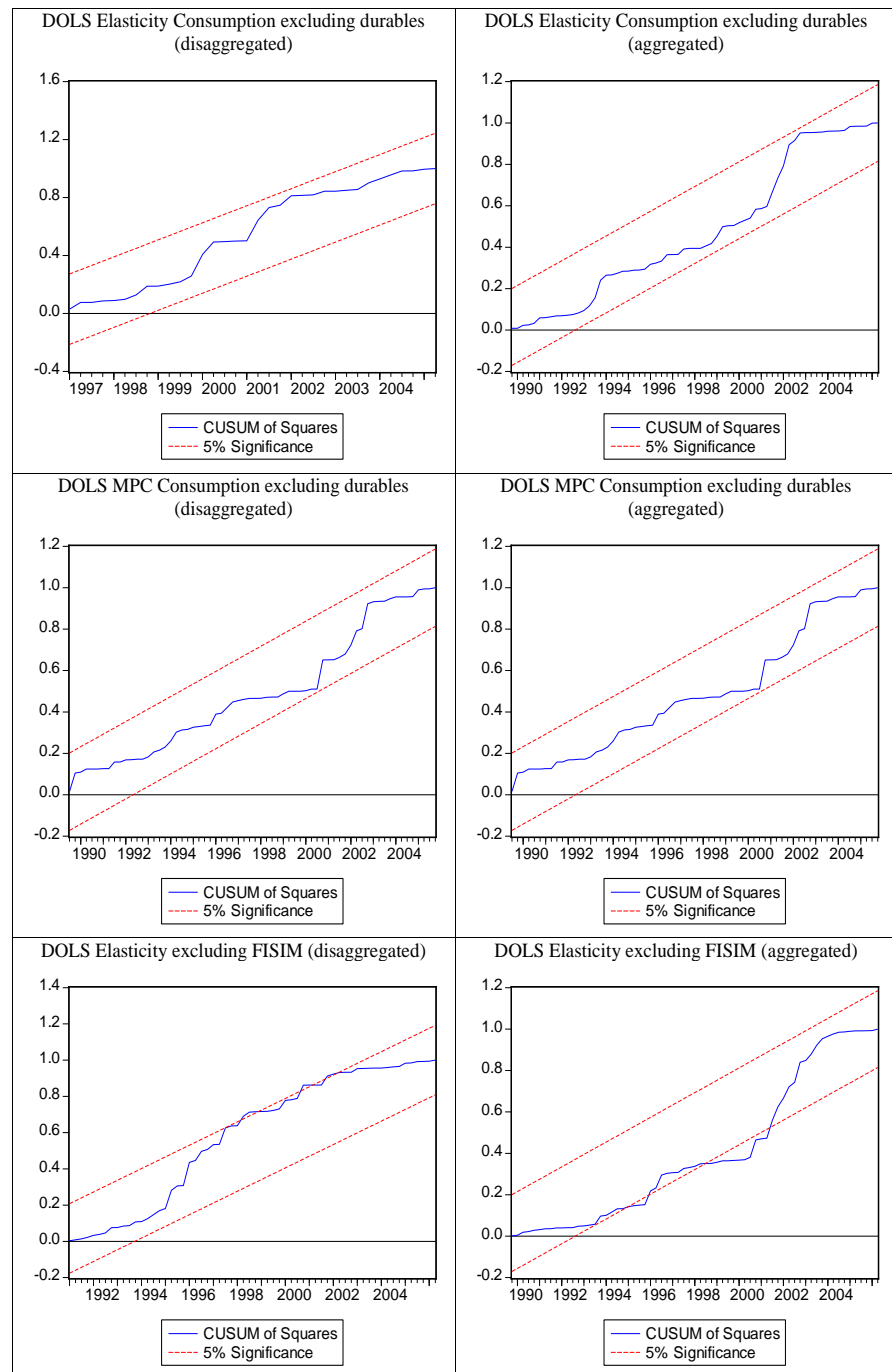 DOLS Elasticity Consumption excluding durables
(disaggregated)
1.6
1.2
0.8
0.4
0.0
-0.4
1997 1998 1999 2000 2001 2002 2003 2004
CUSUM of Squares
5% Significance
DOLS Elasticity Consumption excluding durables
(aggregated)
1.2
1.0
0.8
0.6
0.4
0.2
0.0
-0.2
1990 1992 1994 1996 1998 2000 2002 2004
CUSUM of Squares
5% Significance
DOLS MPC Consumption excluding durables
(disaggregated)
1.2
1.0
0.8
0.6
0.4
0.2
0.0
-0.2
1990 1992 1994 1996 1998 2000 2002 2004
CUSUM of Squares
5% Significance
DOLS MPC Consumption excluding durables
(aggregated)
1.2
1.0
0.8
0.6
0.4
0.2
0.0
-0.2
1990 1992 1994 1996 1998 2000 2002 2004
CUSUM of Squares
5% Significance
DOLS Elasticity excluding FISIM (disaggregated)
1.4
1.2
1.0
0.8
0.6
0.4
0.2
0.0
-0.2
1992 1994 1996 1998 2000 2002 2004
CUSUM of Squares
5% Significance
DOLS Elasticity excluding FISIM (aggregated)
1.2
1.0
0.8
0.6
0.4
0.2
0.0
-0.2
1990 1992 1994 1996 1998 2000 2002 2004
CUSUM of Squares
5% Significance